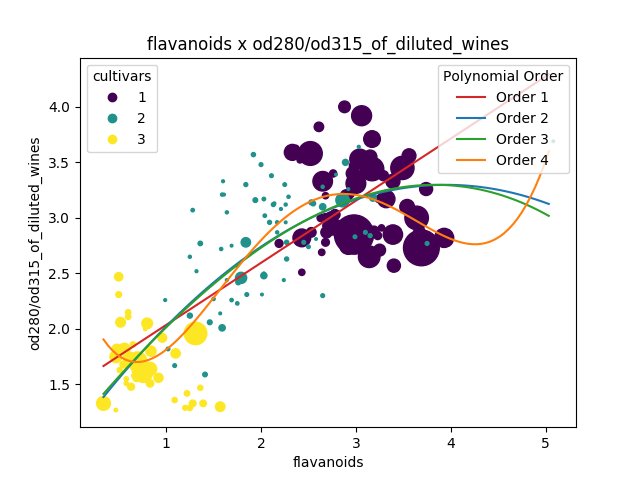 flavanoids x od280/od315_of_diluted_wines
cultivars
1
2
3
Polynomial Order
Order 1
Order 2
Order 3
Order 4
od280/od315_of_diluted_wines
4.0
3.5
3.0
2.5
2.0
1.5
1 2 3 4 5
flavanoids